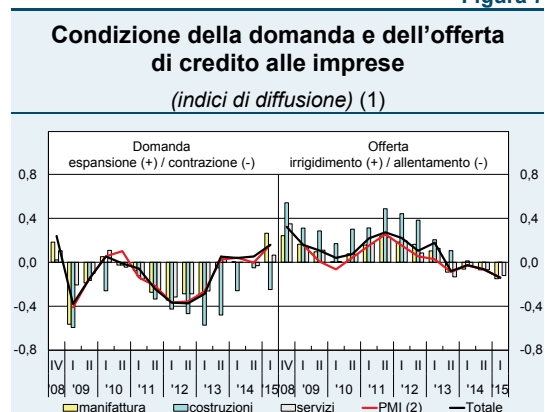 Figura 7
Condizione della domanda e dell'offerta
di credito alle imprese
(indici di diffusione) (1)
Domanda
espansione (+) / contrazione (-)
Offerta
irrigidimento (+) / allentamento (-)
0,8 0,8
0,4 0,4
0,0 0,0
-0,4 -0,4
-0,8 -0,8
IV I II I II I II I II I II I II I IV I II I II I II I II I II I II I
'08 '09 '10 '11 '12 '13 '14 '15 '08 '09 '10 '11 '12 '13 '14 '15
manifattura costruzioni servizi PMI (2) Totale